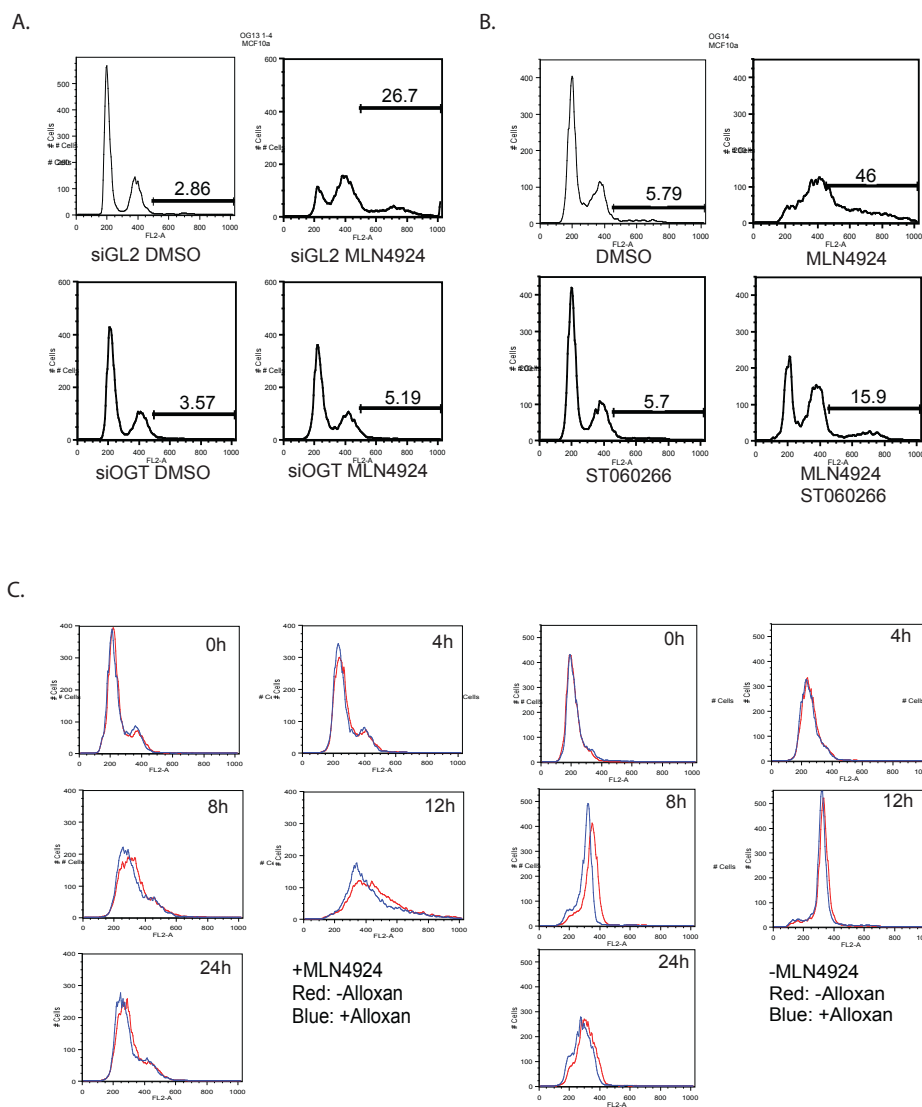 A.
OG13 1-4
MCF10a
2.86
siGL2 DMSO
26.7
siGL2 MLN4924
3.57
siOGT DMSO
5.19
siOGT MLN4924
B.
OG14
MCF10a
5.79
DMSO
46
MLN4924
5.7
ST060266
15.9
MLN4924
ST060266
C.
0h
4h
8h
12h
24h
+MLN4924
Red: -Alloxan
Blue: +Alloxan
0h
4h
8h
12h
24h
-MLN4924
Red: -Alloxan
Blue: +Alloxan
# Cells
FL2-A
0 200 400 600 800 1000